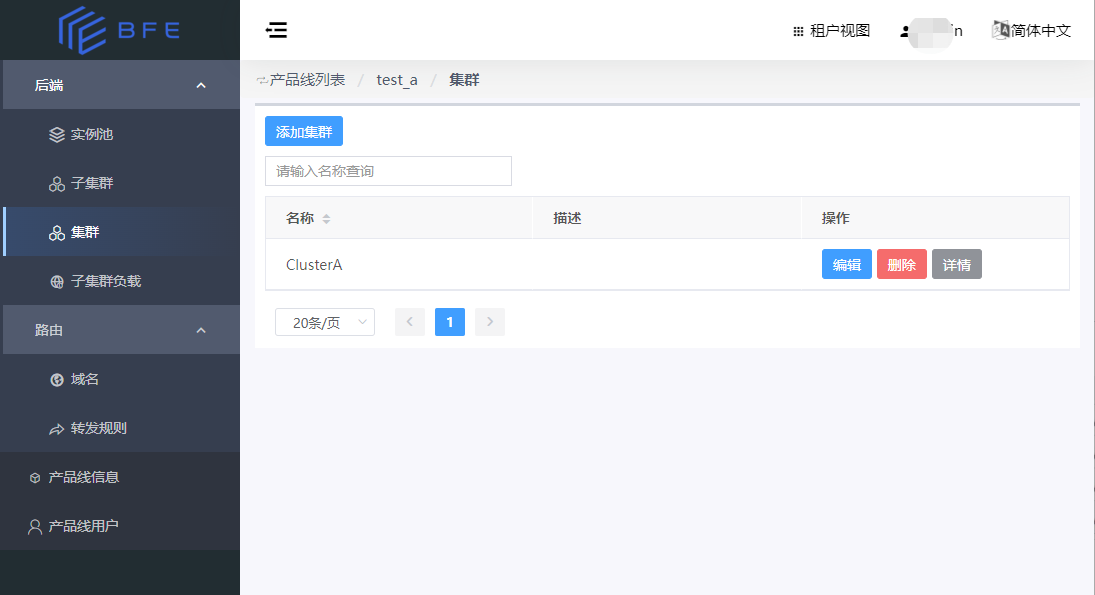 BFE
租户视图
n
简体中文
后端
实例池
子集群
集群
子集群负载
路由
域名
转发规则
产品线信息
产品线用户
产品线列表 / test_a / 集群
添加集群
请输入名称查询
名称 描述 操作
ClusterA 编辑 删除 详情
20条/页 1